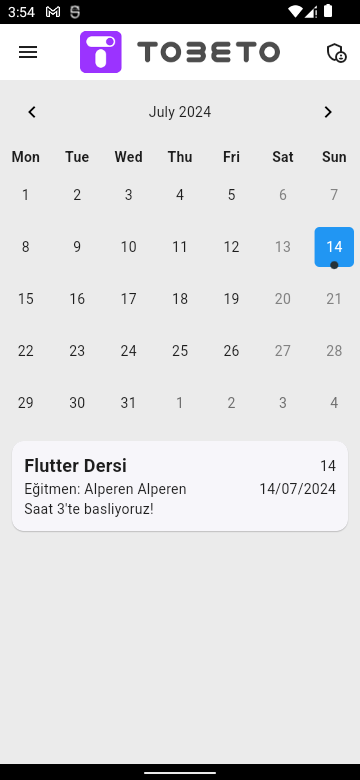 3:54
TOBETO
July 2024
Mon Tue Wed Thu Fri Sat Sun
1 2 3 4 5 6 7
8 9 10 11 12 13 14
15 16 17 18 19 20 21
22 23 24 25 26 27 28
29 30 31 1 2 3 4
Flutter Dersi 14
Eğitmen: Alperen Alperen 14/07/2024
Saat 3'te basliyoruz!